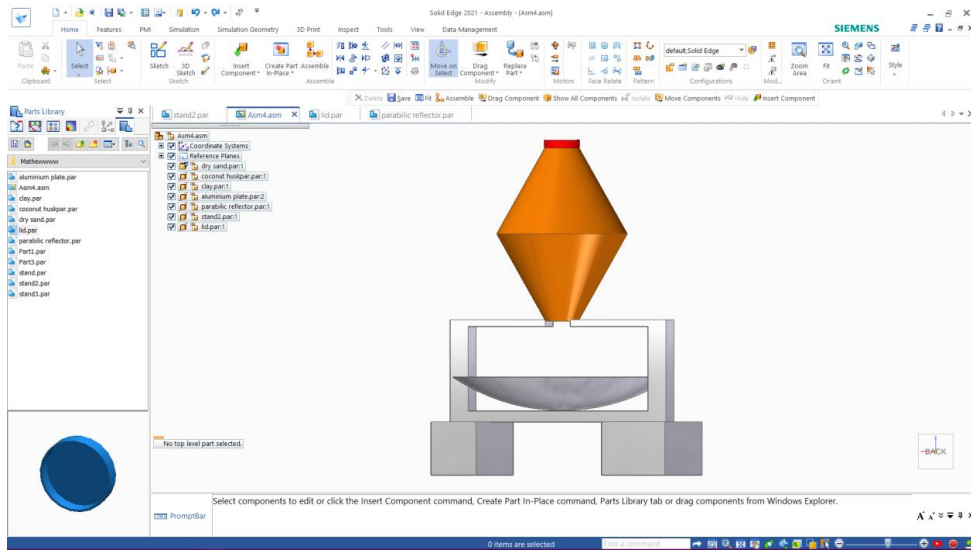 Solid Edge 2021 - Assembly - [Asm4.asm]
Home Features PMI Simulation Simulation Geometry 3D Print Inspect Tools View Data Management
SIEMENS
Paste Select Sketch 3D Sketch Insert Component Create Part In-Place Assemble Move on Select Drag Component Replace Part default,Solid Edge Zoom Area Fit Style
Clipboard Select Sketch Assemble Modify Motors Face Relate Pattern Configurations Mod... Orient
Delete Save Fit Assemble Drag Component Show All Components Isolate Move Components Hide Insert Component
Parts Library
stand2.par Asm4.asm lid.par parabilic reflector.par
Mathewwww
aluminium plate.par
Asm4.asm
clay.par
coconut huskpar.par
dry sand.par
lid.par
parabilic reflector.par
Part1.par
Part3.par
stand.par
stand2.par
stand3.par
Asm4.asm
Coordinate Systems
Reference Planes
dry sand.par:1
coconut huskpar.par:1
clay.par:1
aluminium plate.par:2
parabilic reflector.par:1
stand2.par:1
lid.par:1
No top level part selected.
BACK
Select components to edit or click the Insert Component command, Create Part In-Place command, Parts Library tab or drag components from Windows Explorer.
PromptBar
0 items are selected
Find a command